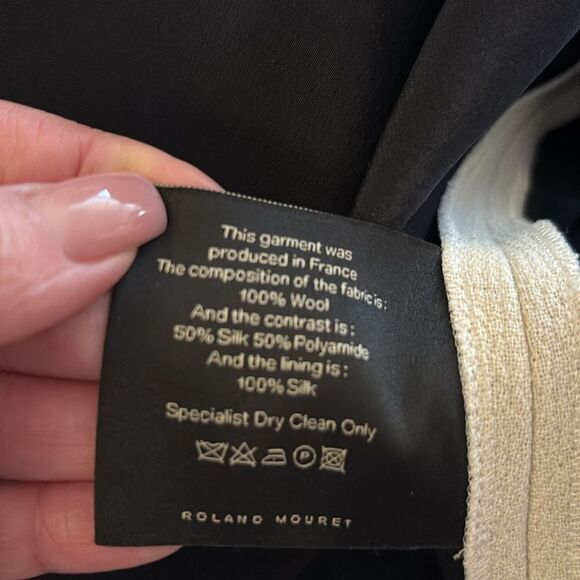 This garment was
produced in France
The composition of the fabric is :
100% Wool
And the contrast is :
50% Silk 50% Polyamide
And the lining is :
100% Silk
Specialist Dry Clean Only
P
ROLAND MOURET